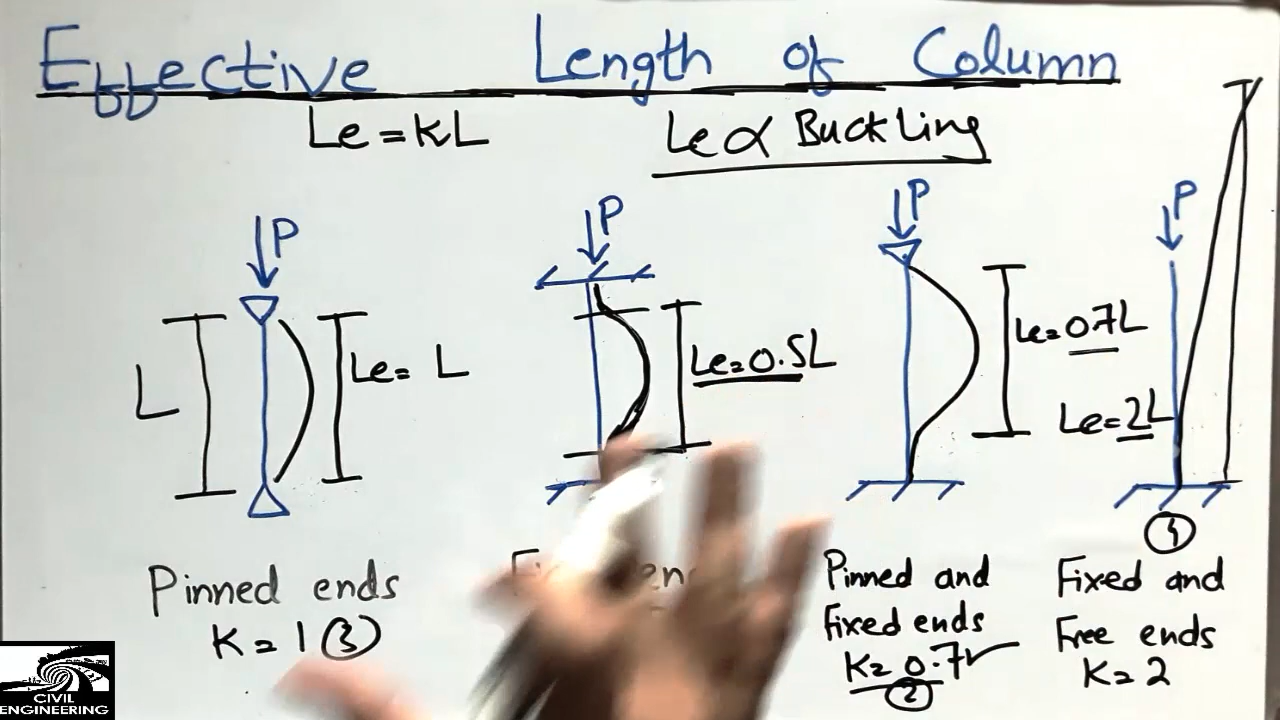 Effective Length of Column
Le = KL
Le ∝ Buckling
P
L
Le = L
Pinned ends
K = 1 (3)
P
Le = 0.5L
P
Le = 0.7L
Pinned and
Fixed ends
K = 0.7 ✓
(2)
P
Le = 2L
Fixed and
Free ends
K = 2
CIVIL
ENGINEERING